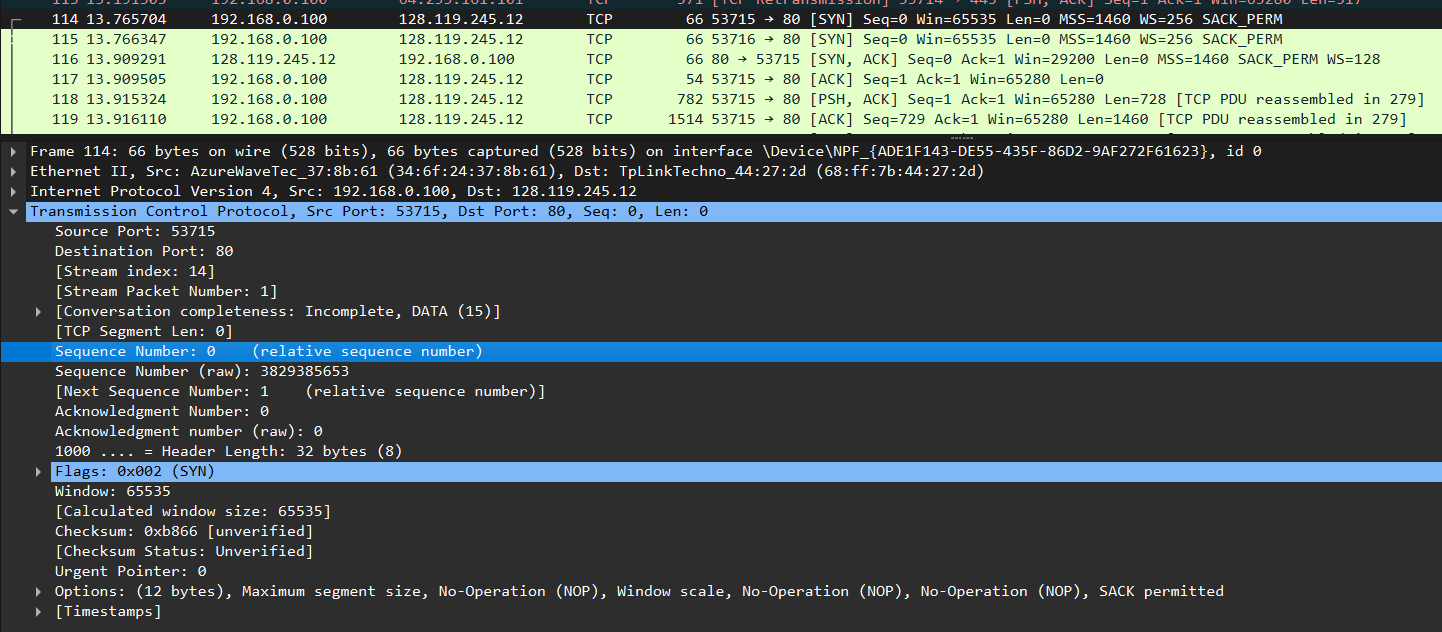 114 13.765704 192.168.0.100 128.119.245.12 TCP 66 53715 → 80 [SYN] Seq=0 Win=65535 Len=0 MSS=1460 WS=256 SACK_PERM
115 13.766347 192.168.0.100 128.119.245.12 TCP 66 53716 → 80 [SYN] Seq=0 Win=65535 Len=0 MSS=1460 WS=256 SACK_PERM
116 13.909291 128.119.245.12 192.168.0.100 TCP 66 80 → 53715 [SYN, ACK] Seq=0 Ack=1 Win=29200 Len=0 MSS=1460 SACK_PERM WS=128
117 13.909505 192.168.0.100 128.119.245.12 TCP 54 53715 → 80 [ACK] Seq=1 Ack=1 Win=65280 Len=0
118 13.915324 192.168.0.100 128.119.245.12 TCP 782 53715 → 80 [PSH, ACK] Seq=1 Ack=1 Win=65280 Len=728 [TCP PDU reassembled in 279]
119 13.916110 192.168.0.100 128.119.245.12 TCP 1514 53715 → 80 [ACK] Seq=729 Ack=1 Win=65280 Len=1460 [TCP PDU reassembled in 279]
Frame 114: 66 bytes on wire (528 bits), 66 bytes captured (528 bits) on interface \Device\NPF_{ADE1F143-DE55-435F-86D2-9AF272F61623}, id 0
Ethernet II, Src: AzureWaveTec_37:8b:61 (34:6f:24:37:8b:61), Dst: TpLinkTechno_44:27:2d (68:ff:7b:44:27:2d)
Internet Protocol Version 4, Src: 192.168.0.100, Dst: 128.119.245.12
Transmission Control Protocol, Src Port: 53715, Dst Port: 80, Seq: 0, Len: 0
Source Port: 53715
Destination Port: 80
[Stream index: 14]
[Stream Packet Number: 1]
[Conversation completeness: Incomplete, DATA (15)]
[TCP Segment Len: 0]
Sequence Number: 0 (relative sequence number)
Sequence Number (raw): 3829385653
[Next Sequence Number: 1 (relative sequence number)]
Acknowledgment Number: 0
Acknowledgment number (raw): 0
1000 .... = Header Length: 32 bytes (8)
Flags: 0x002 (SYN)
Window: 65535
[Calculated window size: 65535]
Checksum: 0xb866 [unverified]
[Checksum Status: Unverified]
Urgent Pointer: 0
Options: (12 bytes), Maximum segment size, No-Operation (NOP), Window scale, No-Operation (NOP), No-Operation (NOP), SACK permitted
[Timestamps]